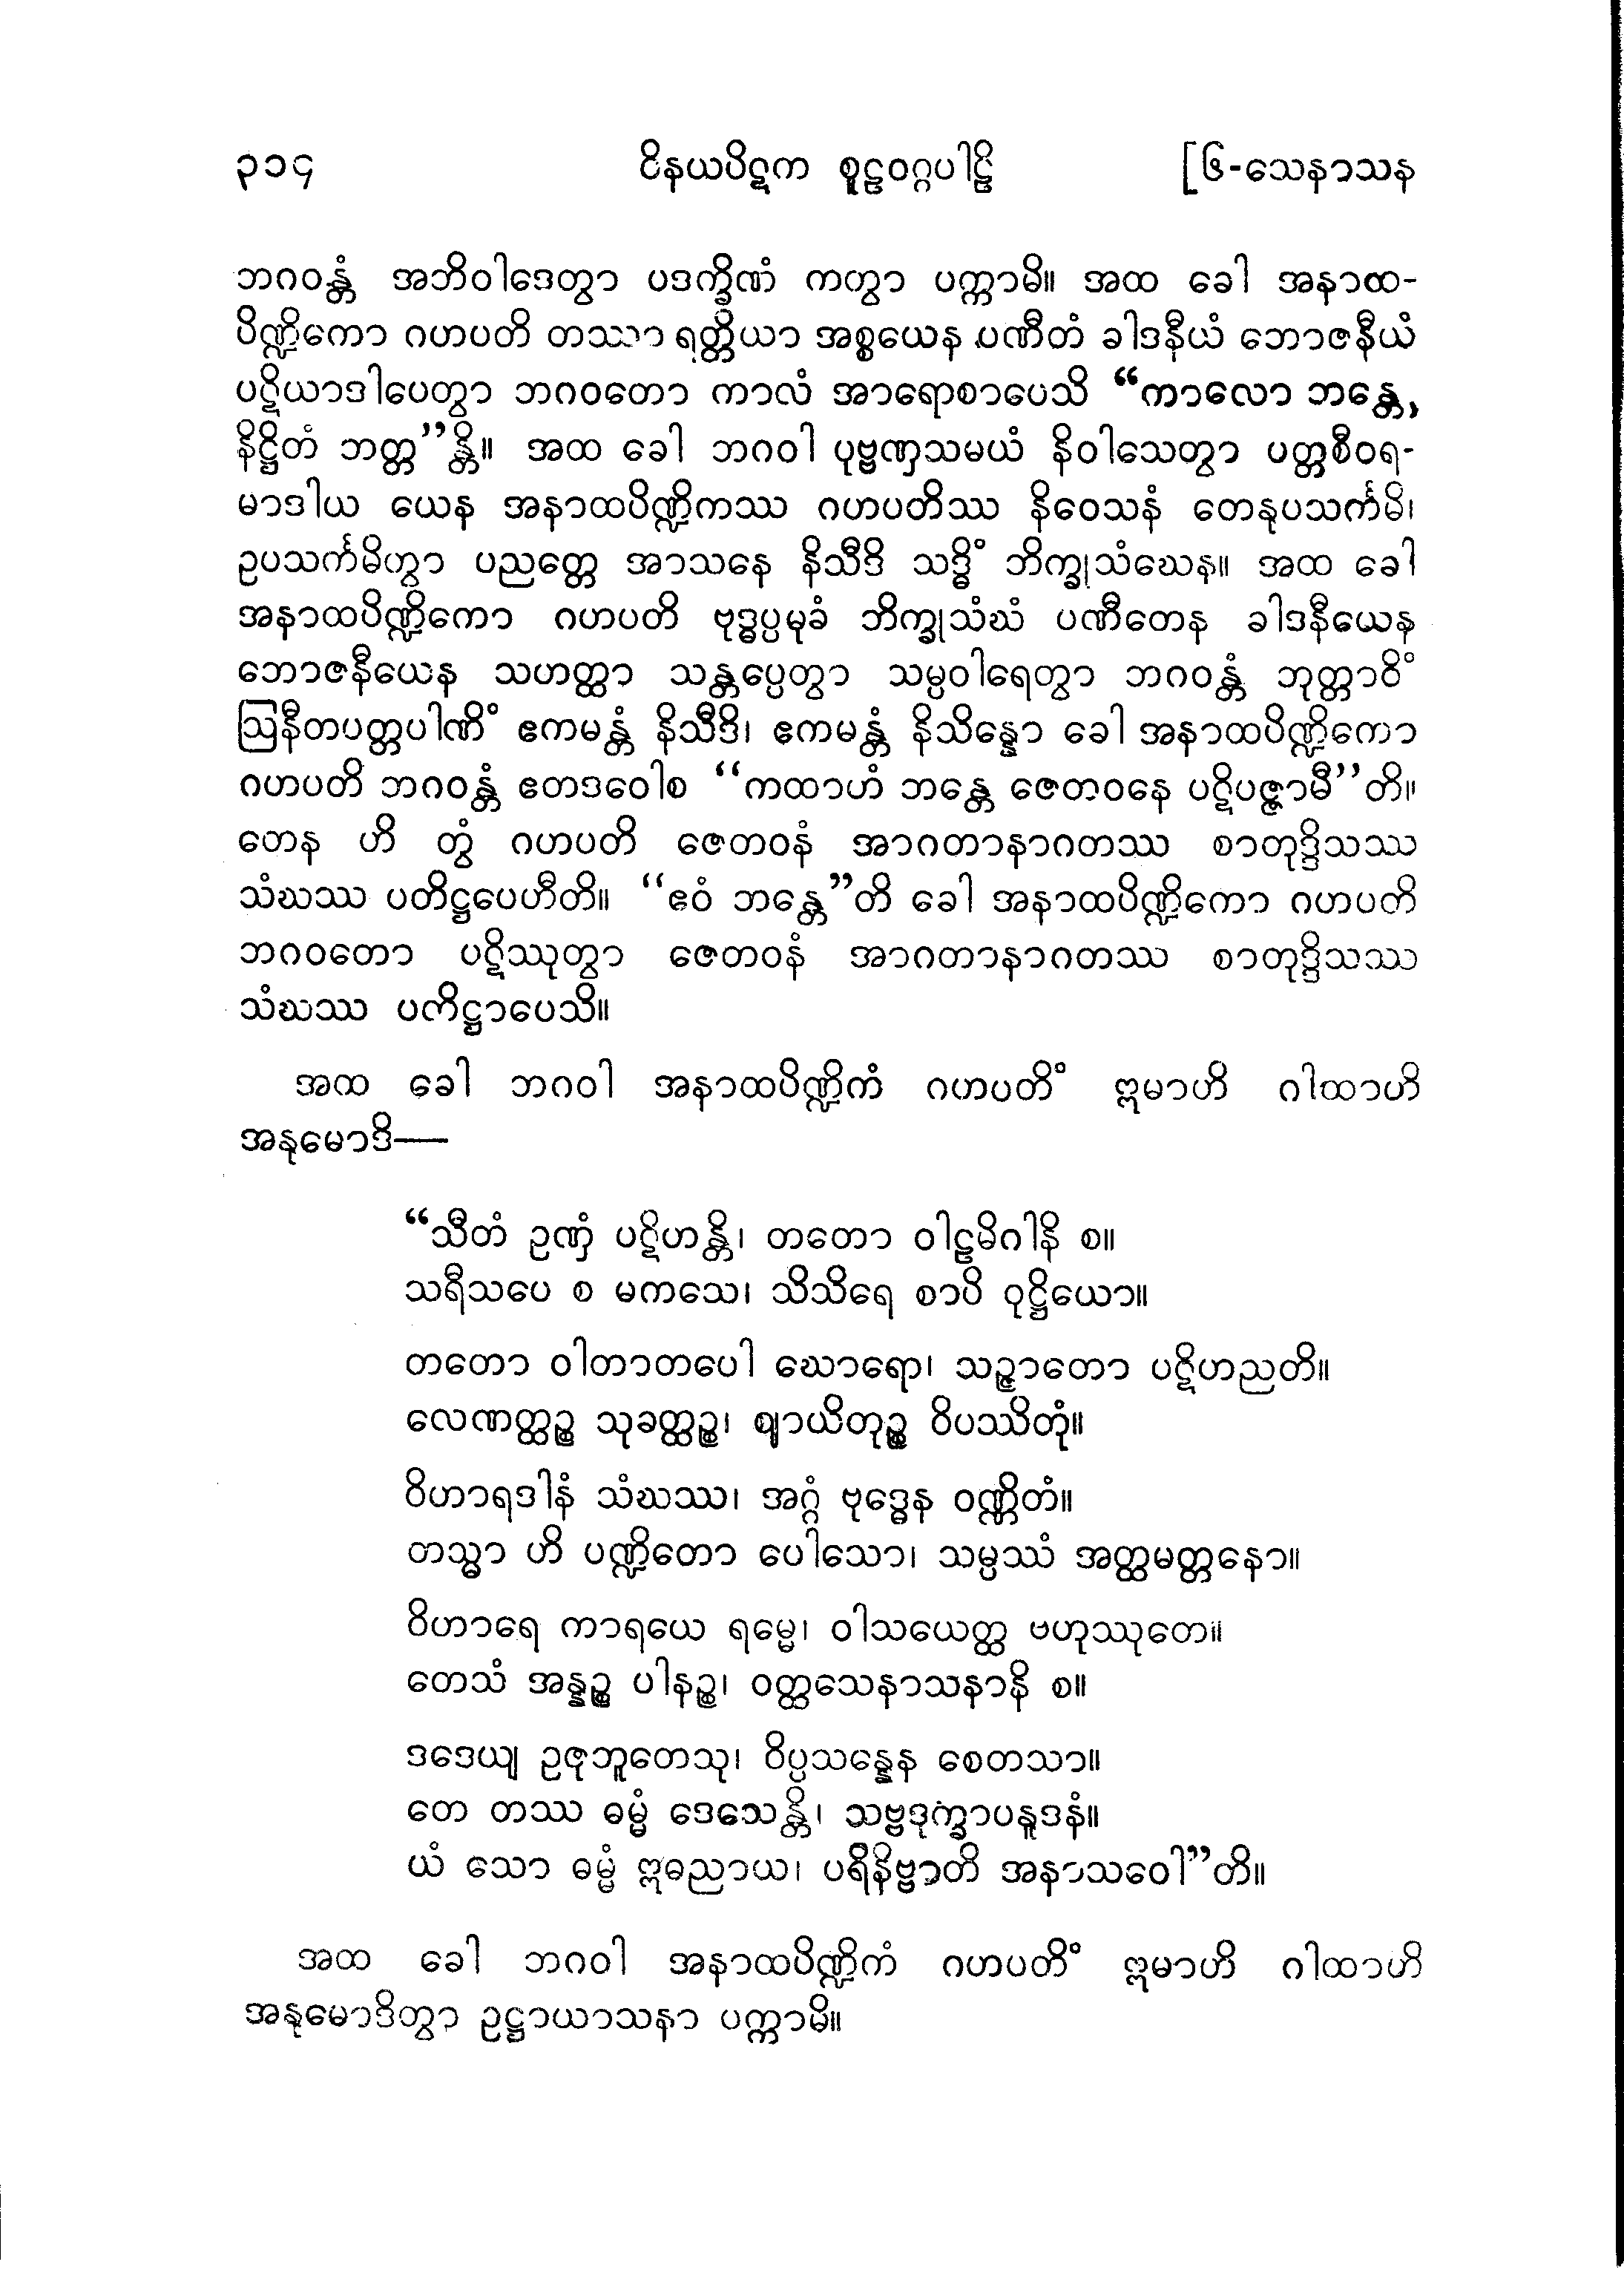 ၃၁၄ ဝိနယပိဋက စူဠဝဂ္ဂပါဠိ [၆-သေနာသန
ဘဂဝန္တံ အဘိဝါဒေတွာ ပဒက္ခိဏံ ကတွာ ပက္ကာမိ။ အထ ခေါ အနာထ-
ပိဏ္ဍိကော ဂဟပတိ တဿာ ရတ္တိယာ အစ္စယေန ပဏီတံ ခါဒနီယံ ဘောဇနီယံ
ပဋိယာဒါပေတွာ ဘဂဝတော ကာလံ အာရောစာပေသိ “ကာလော ဘန္တေ,
နိဋ္ဌိတံ ဘတ္တ”န္တိ။ အထ ခေါ ဘဂဝါ ပုဗ္ဗဏှသမယံ နိဝါသေတွာ ပတ္တစီဝရ-
မာဒါယ ယေန အနာထပိဏ္ဍိကဿ ဂဟပတိဿ နိဝေသနံ တေနုပသင်္ကမိ၊
ဥပသင်္ကမိတွာ ပညတ္တေ အာသနေ နိသီဒိ သဒ္ဓိံ ဘိက္ခုသံဃေန။ အထ ခေါ
အနာထပိဏ္ဍိကော ဂဟပတိ ဗုဒ္ဓပ္ပမုခံ ဘိက္ခုသံဃံ ပဏီတေန ခါဒနီယေန
ဘောဇနီယေန သဟတ္ထာ သန္တပ္ပေတွာ သမ္ပဝါရေတွာ ဘဂဝန္တံ ဘုတ္တာဝိံ
ဩနီတပတ္တပါဏိံ ဧကမန္တံ နိသီဒိ၊ ဧကမန္တံ နိသိန္နော ခေါ အနာထပိဏ္ဍိကော
ဂဟပတိ ဘဂဝန္တံ ဧတဒဝေါစ “ကထာဟံ ဘန္တေ ဇေတဝနေ ပဋိပဇ္ဇာမီ”တိ။
တေန ဟိ တွံ ဂဟပတိ ဇေတဝနံ အာဂတာနာဂတဿ စာတုဒ္ဒိသဿ
သံဃဿ ပတိဋ္ဌပေဟီတိ။ “ဧဝံ ဘန္တေ”တိ ခေါ အနာထပိဏ္ဍိကော ဂဟပတိ
ဘဂဝတော ပဋိဿုတွာ ဇေတဝနံ အာဂတာနာဂတဿ စာတုဒ္ဒိသဿ
သံဃဿ ပတိဋ္ဌာပေသိ။
အထ ခေါ ဘဂဝါ အနာထပိဏ္ဍိကံ ဂဟပတိံ ဣမာဟိ ဂါထာဟိ
အနုမောဒိ—
“သီတံ ဥဏှံ ပဋိဟန္တိ၊ တတော ဝါဠမိဂါနိ စ။
သရီသပေ စ မကသေ၊ သိသိရေ စာပိ ဝုဋ္ဌိယော။
တတော ဝါတာတပေါ ဃောရော၊ သဉ္ဇာတော ပဋိဟညတိ။
လေဏတ္ထဉ္စ သုခတ္ထဉ္စ၊ ဈာယိတုဉ္စ ဝိပဿိတုံ။
ဝိဟာရဒါနံ သံဃဿ၊ အဂ္ဂံ ဗုဒ္ဓေန ဝဏ္ဏိတံ။
တသ္မာ ဟိ ပဏ္ဍိတော ပေါသော၊ သမ္ပဿံ အတ္ထမတ္တနော။
ဝိဟာရေ ကာရယေ ရမ္မေ၊ ဝါသယေတ္ထ ဗဟုဿုတေ။
တေသံ အန္နဉ္စ ပါနဉ္စ၊ ဝတ္ထသေနာသနာနိ စ။
ဒဒေယျ ဥဇုဘူတေသု၊ ဝိပ္ပသန္နေန စေတသာ။
တေ တဿ ဓမ္မံ ဒေသေန္တိ၊ သဗ္ဗဒုက္ခာပနူဒနံ။
ယံ သော ဓမ္မံ ဣဓညာယ၊ ပရိနိဗ္ဗာတိ အနာသဝေါ”တိ။
အထ ခေါ ဘဂဝါ အနာထပိဏ္ဍိကံ ဂဟပတိံ ဣမာဟိ ဂါထာဟိ
အနုမောဒိတွာ ဥဋ္ဌာယာသနာ ပက္ကာမိ။